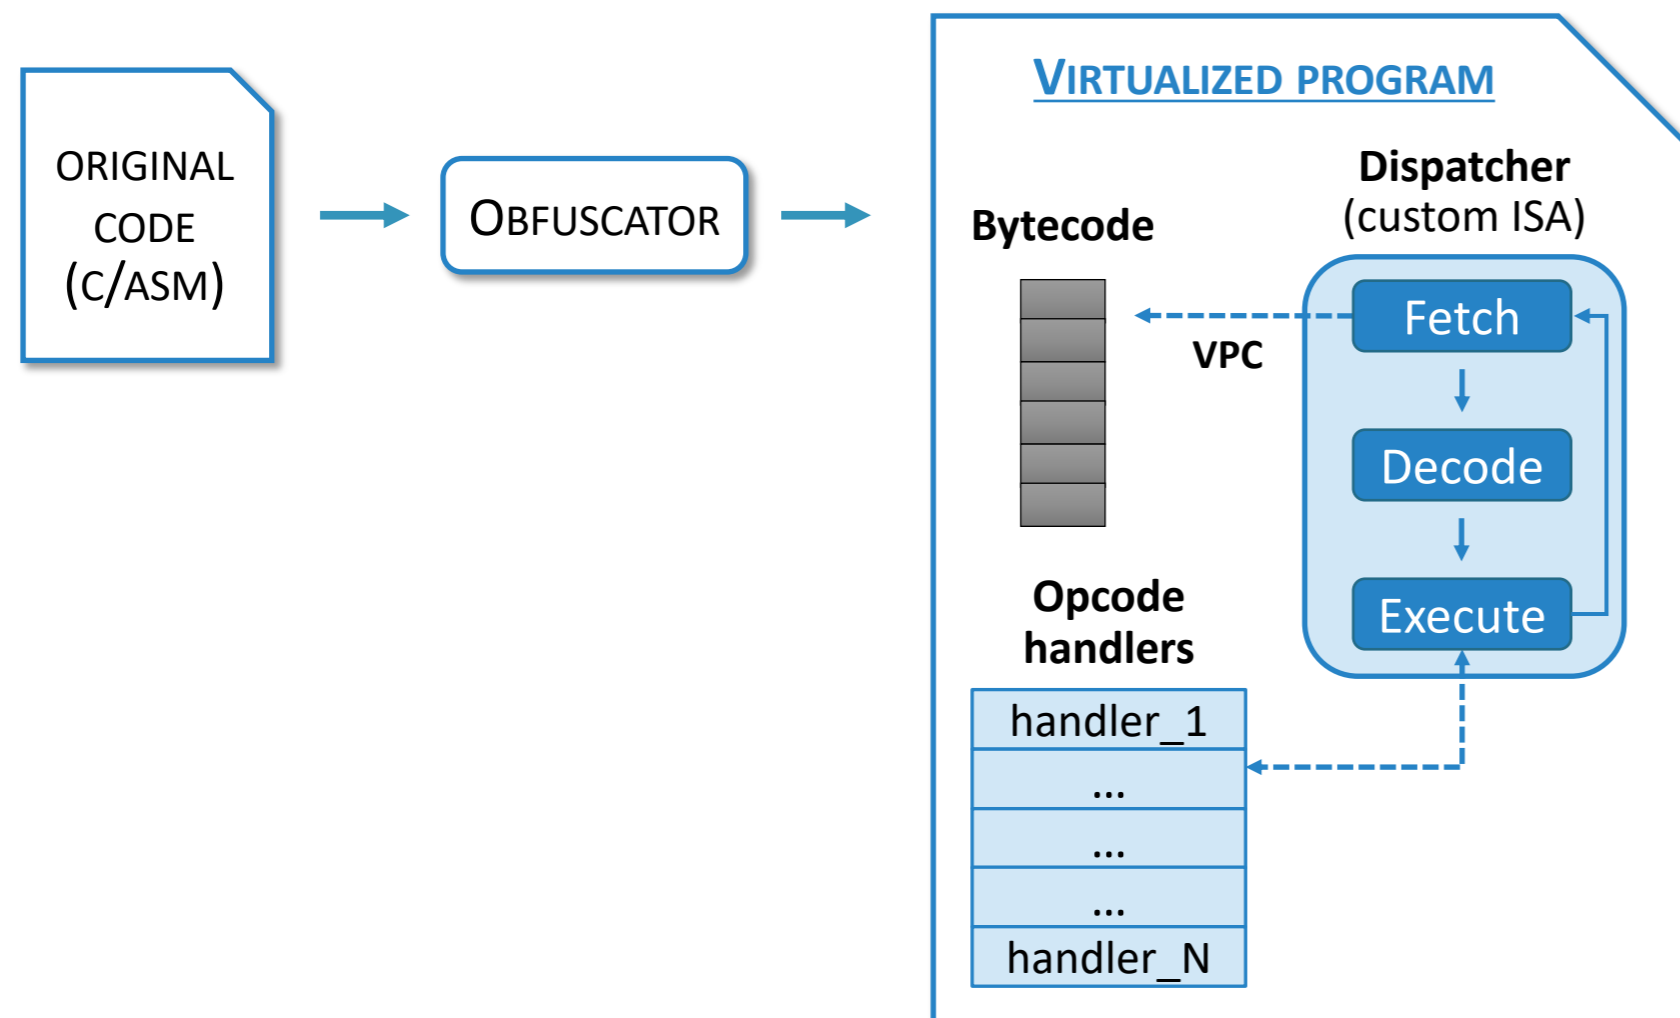 ORIGINAL
CODE
(C/ASM)
OBFUSCATOR
VIRTUALIZED PROGRAM
Bytecode
Dispatcher
(custom ISA)
VPC
Fetch
Decode
Execute
Opcode
handlers
handler_1
...
...
...
handler_N